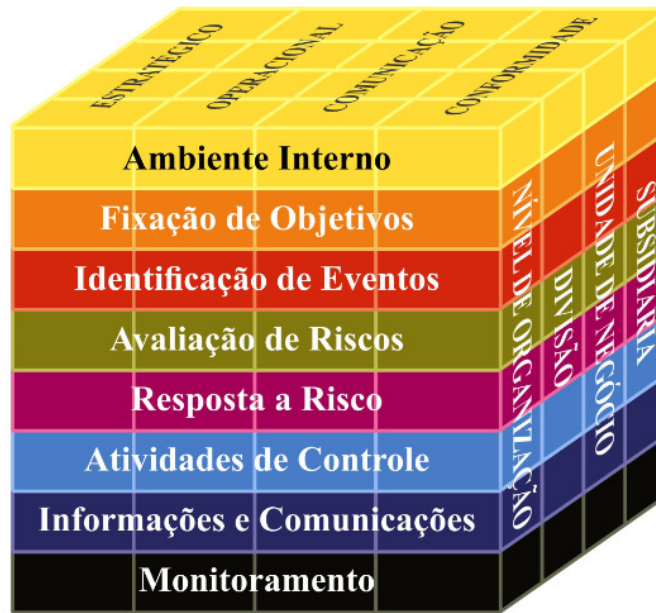 ESTRATÉGICO
OPERACIONAL
COMUNICAÇÃO
CONFORMIDADE
Ambiente Interno
Fixação de Objetivos
Identificação de Eventos
Avaliação de Riscos
Resposta a Risco
Atividades de Controle
Informações e Comunicações
Monitoramento
NÍVEL DE ORGANIZAÇÃO
DIVISÃO
UNIDADE DE NEGÓCIO
SUBSIDIÁRIA